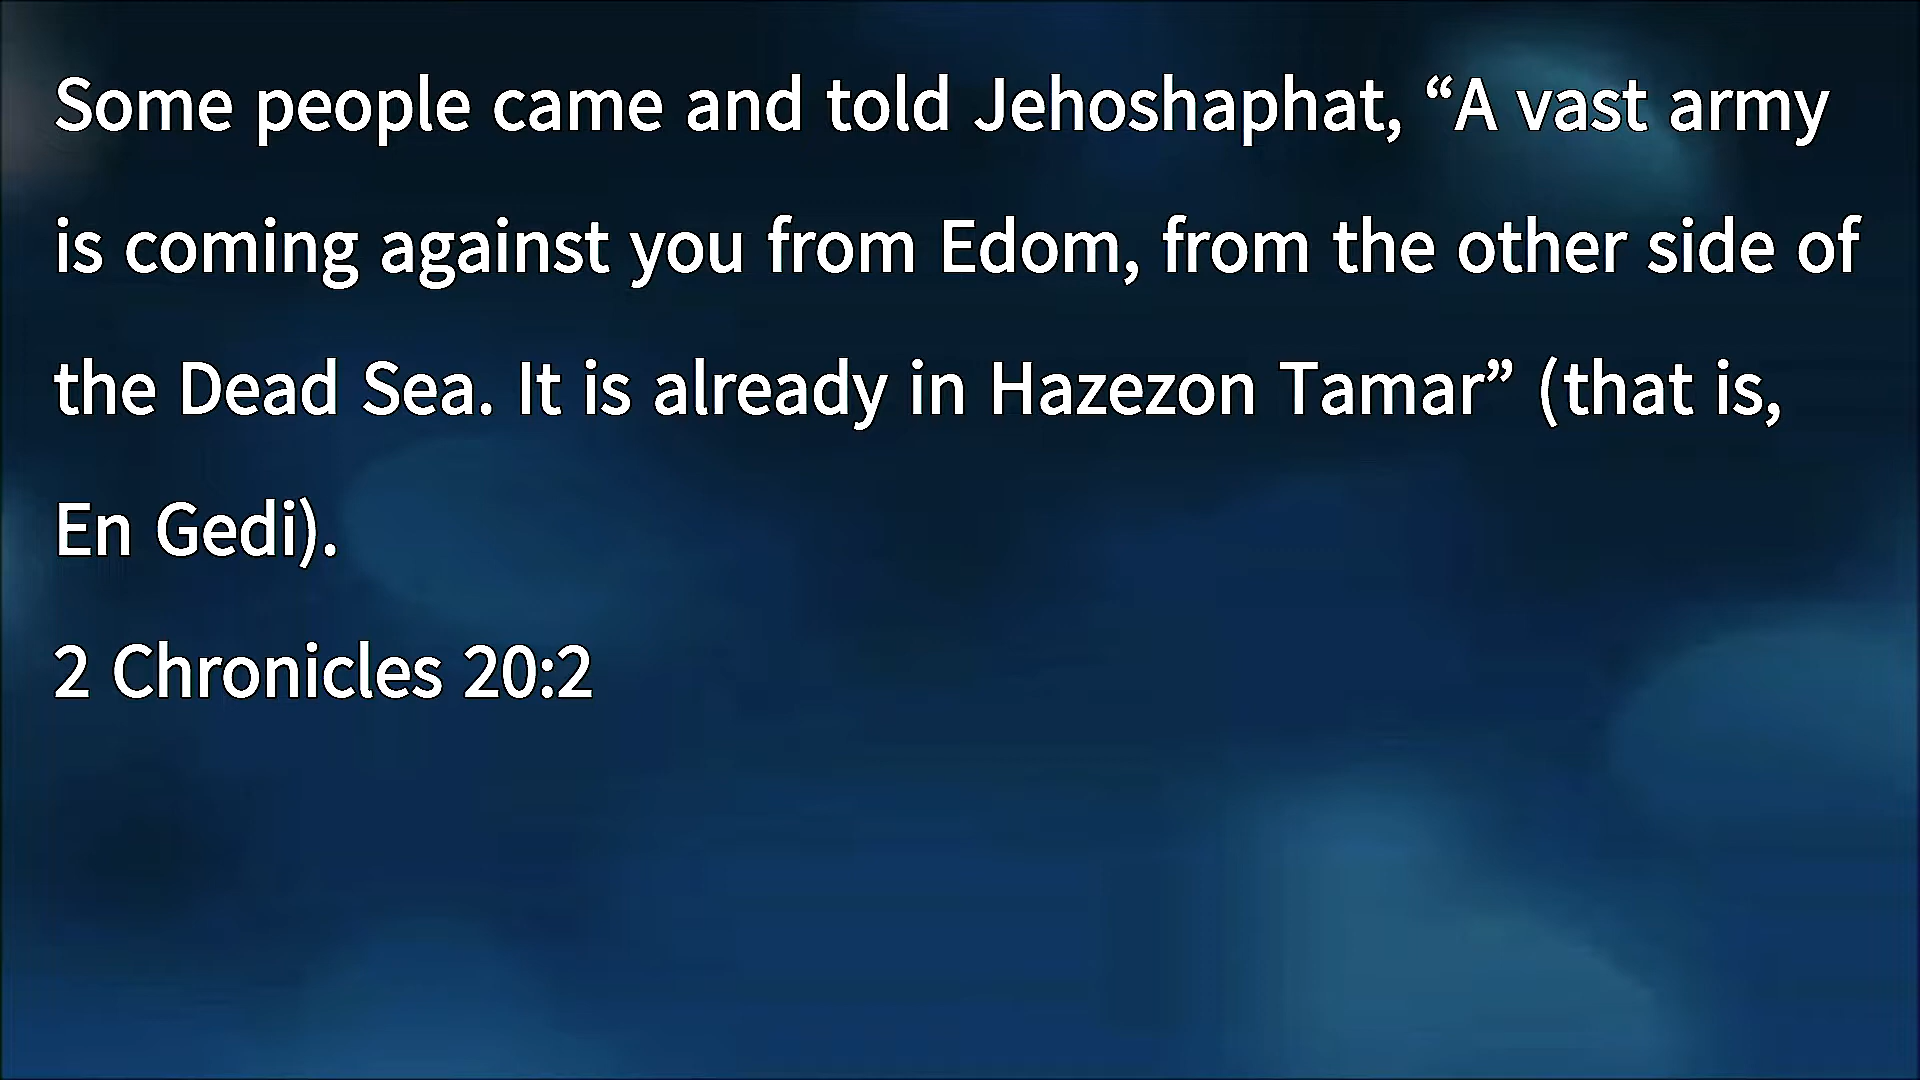 Some people came and told Jehoshaphat, “A vast army
is coming against you from Edom, from the other side of
the Dead Sea. It is already in Hazezon Tamar” (that is,
En Gedi).
2 Chronicles 20:2